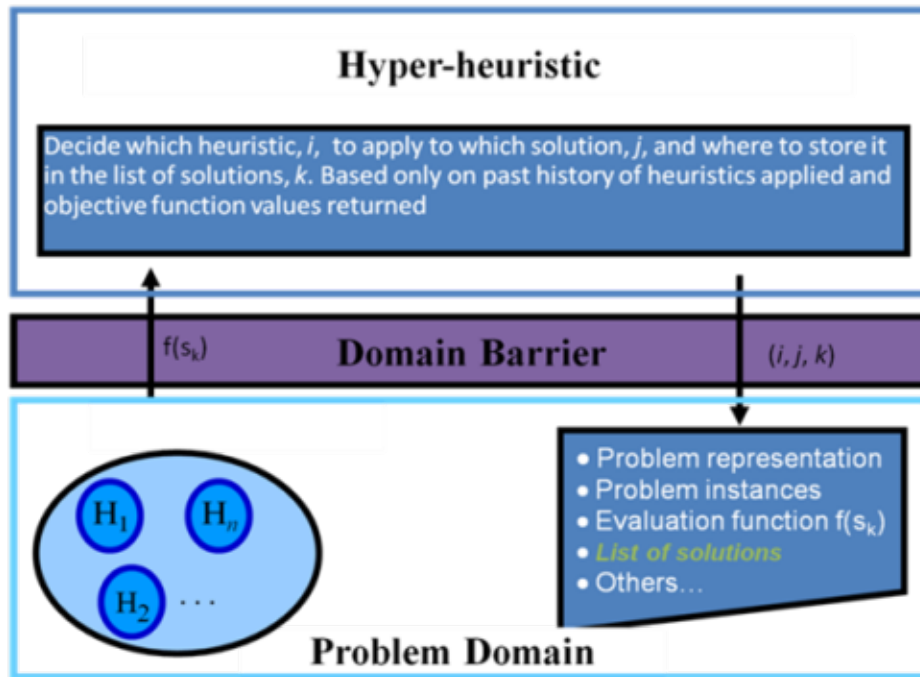 Hyper-heuristic
Decide which heuristic, i, to apply to which solution, j, and where to store it
in the list of solutions, k. Based only on past history of heuristics applied and
objective function values returned
f(sₖ)
Domain Barrier
(i, j, k)
H₁
Hₙ
H₂ ...
• Problem representation
• Problem instances
• Evaluation function f(sₖ)
• List of solutions
• Others…
Problem Domain